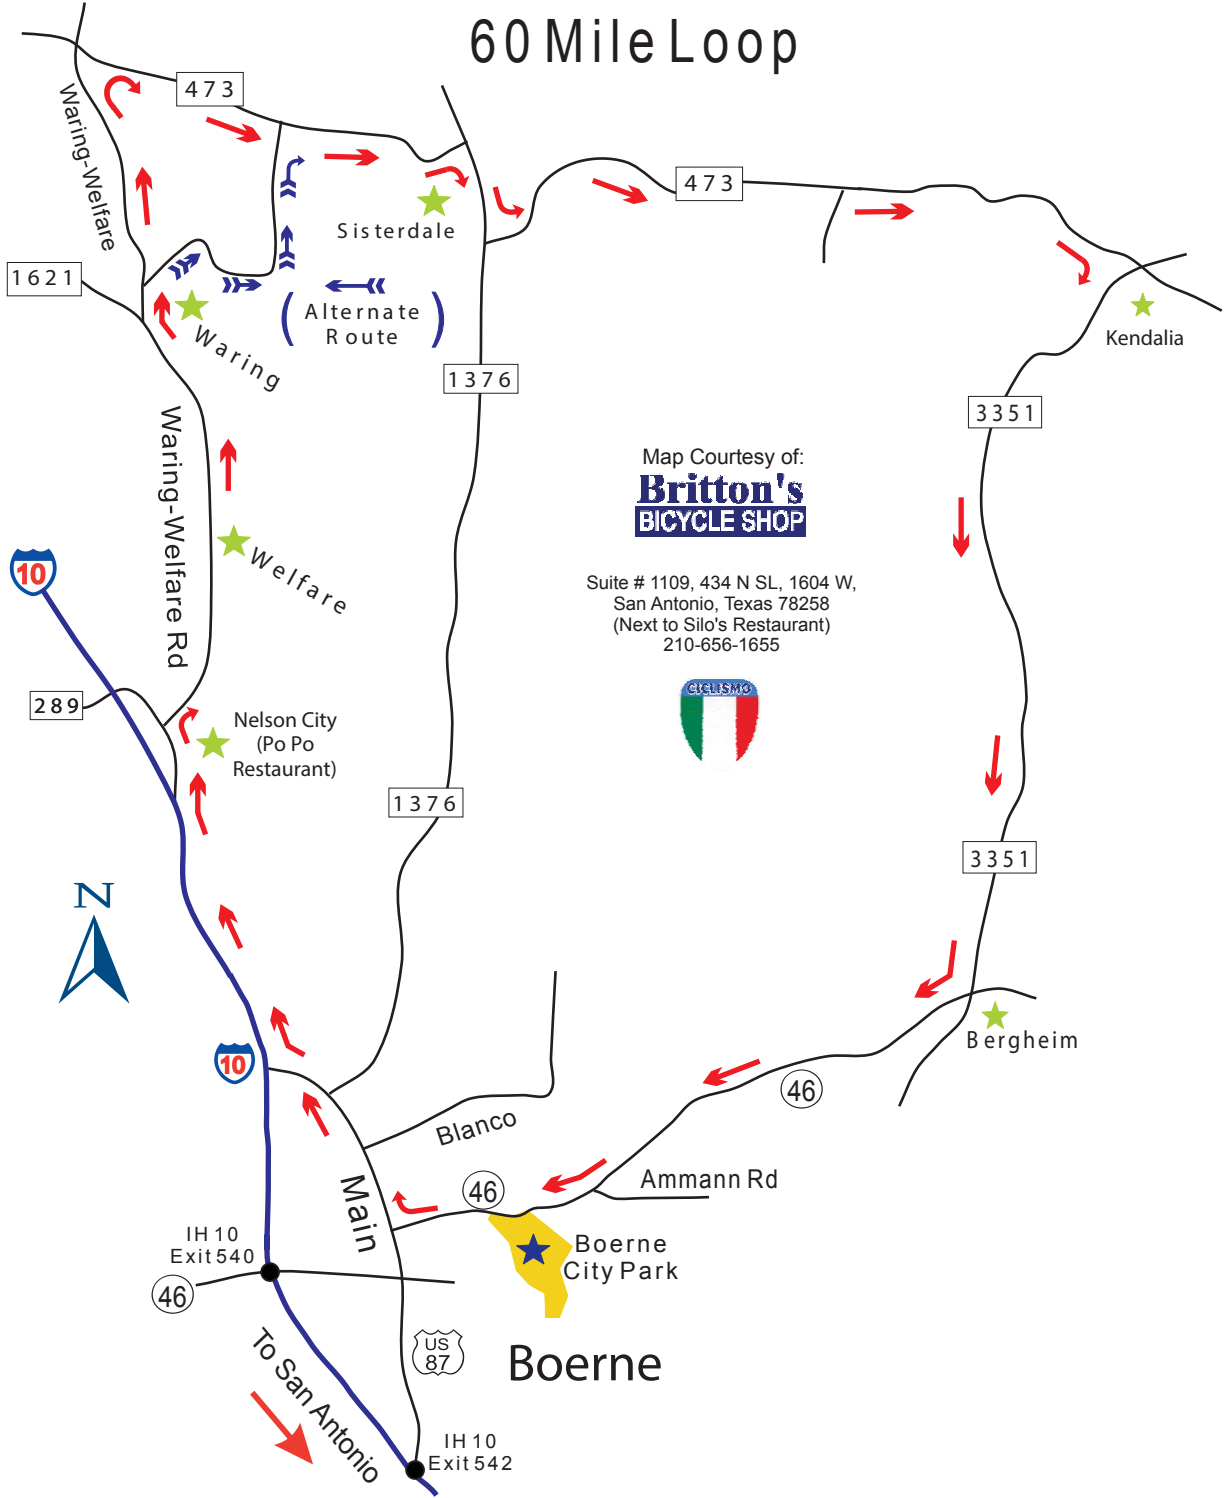 60 Mile Loop
473
Waring-Welfare
473
Sisterdale
1621
Alternate
Route
Waring
Kendalia
1376
3351
Waring-Welfare Rd
Map Courtesy of:
Britton's
BICYCLE SHOP
Welfare
10
Suite # 1109, 434 N SL, 1604 W,
San Antonio, Texas 78258
(Next to Silo's Restaurant)
210-656-1655
CICLISMO
289
Nelson City
(Po Po
Restaurant)
1376
3351
N
Bergheim
10
46
Blanco
Ammann Rd
46
Main
IH 10
Exit 540
Boerne
City Park
46
US
87
Boerne
To San Antonio
IH 10
Exit 542